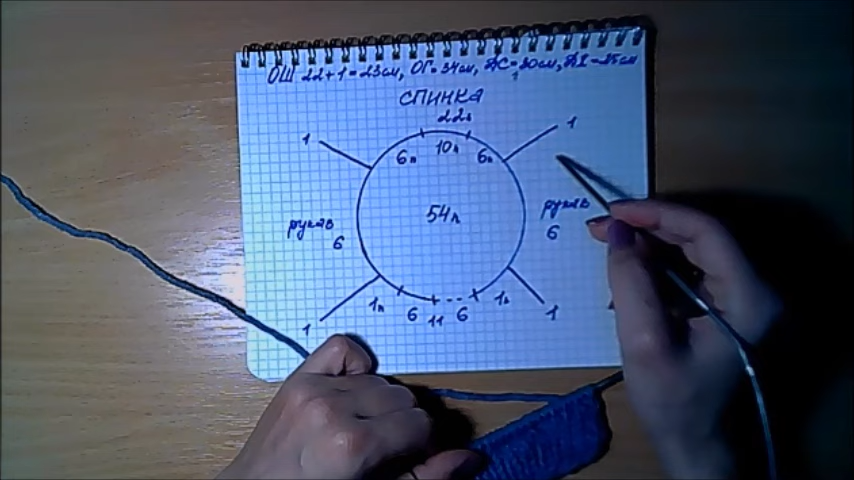 ОШ 22+1=23см, ОГ=34см, ДС=30см, ДД=25см
СПИНКА
22п
1 1
6п 10п 6п
54п
рукав 6
рукав 6
1п 6 11 6 1п
1 1